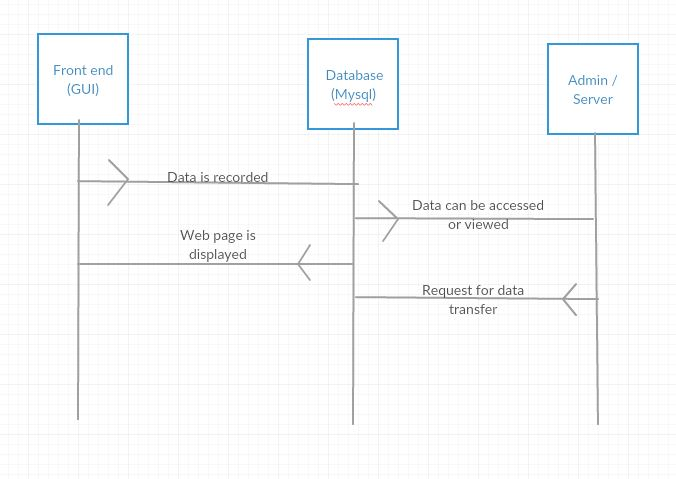 Front end
(GUI)
Database
(Mysql)
Admin /
Server
Data is recorded
Data can be accessed
or viewed
Web page is
displayed
Request for data
transfer